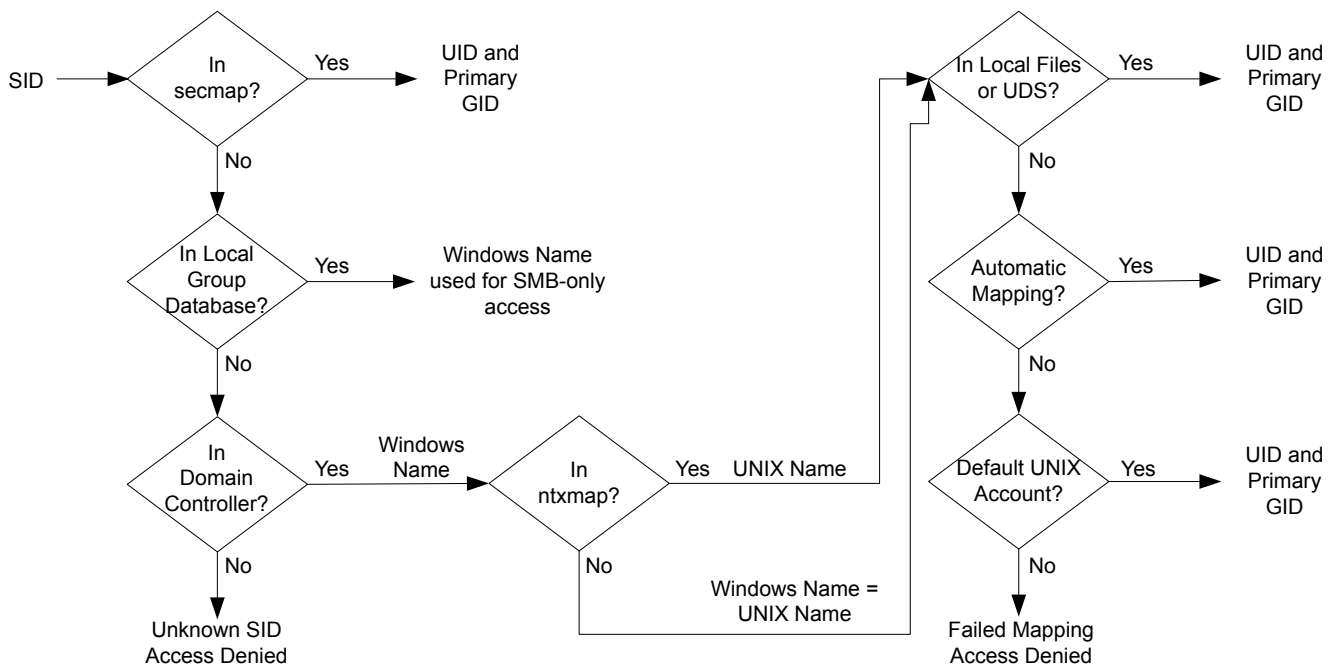 SID
In
secmap?
Yes
UID and
Primary
GID
No
In Local
Group
Database?
Yes
Windows Name
used for SMB-only
access
No
In
Domain
Controller?
Yes
Windows
Name
No
Unknown SID
Access Denied
In
ntxmap?
Yes
UNIX Name
No
Windows Name =
UNIX Name
In Local Files
or UDS?
Yes
UID and
Primary
GID
No
Automatic
Mapping?
Yes
UID and
Primary
GID
No
Default UNIX
Account?
Yes
UID and
Primary
GID
No
Failed Mapping
Access Denied